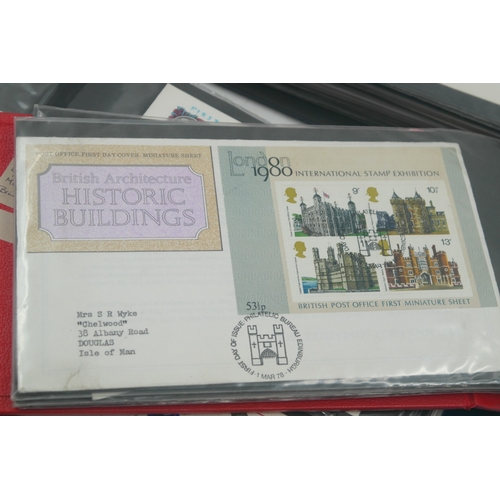 OFFICE FIRST DAY COVER. MINIATURE SHEET
British Architecture
HISTORIC
BUILDINGS
London
1980 INTERNATIONAL STAMP EXHIBITION
9p
10½p
13p
53½p
BRITISH POST OFFICE FIRST MINIATURE SHEET
Mrs S R Wyke
"Chelwood"
38 Albany Road
DOUGLAS
Isle of Man
FIRST DAY OF ISSUE·PHILATELIC BUREAU EDINBURGH
1 MAR 78
FIRST